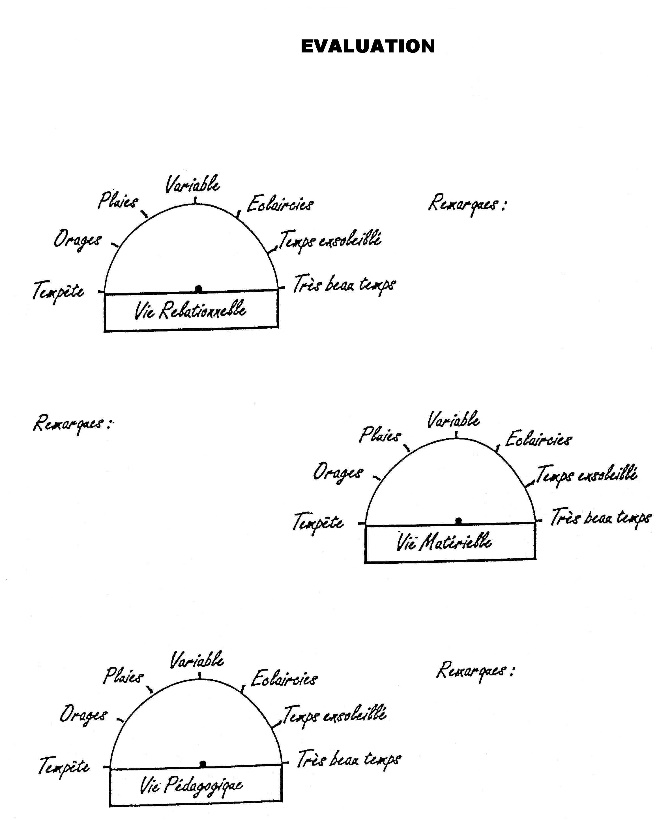 EVALUATION
Variable
Pluies
Eclaircies
Remarques :
Orages
Temps ensoleillé
Tempête
Très beau temps
Vie Relationnelle
Remarques :
Variable
Pluies
Eclaircies
Orages
Temps ensoleillé
Tempête
Très beau temps
Vie Matérielle
Variable
Pluies
Eclaircies
Remarques :
Orages
Temps ensoleillé
Tempête
Très beau temps
Vie Pédagogique